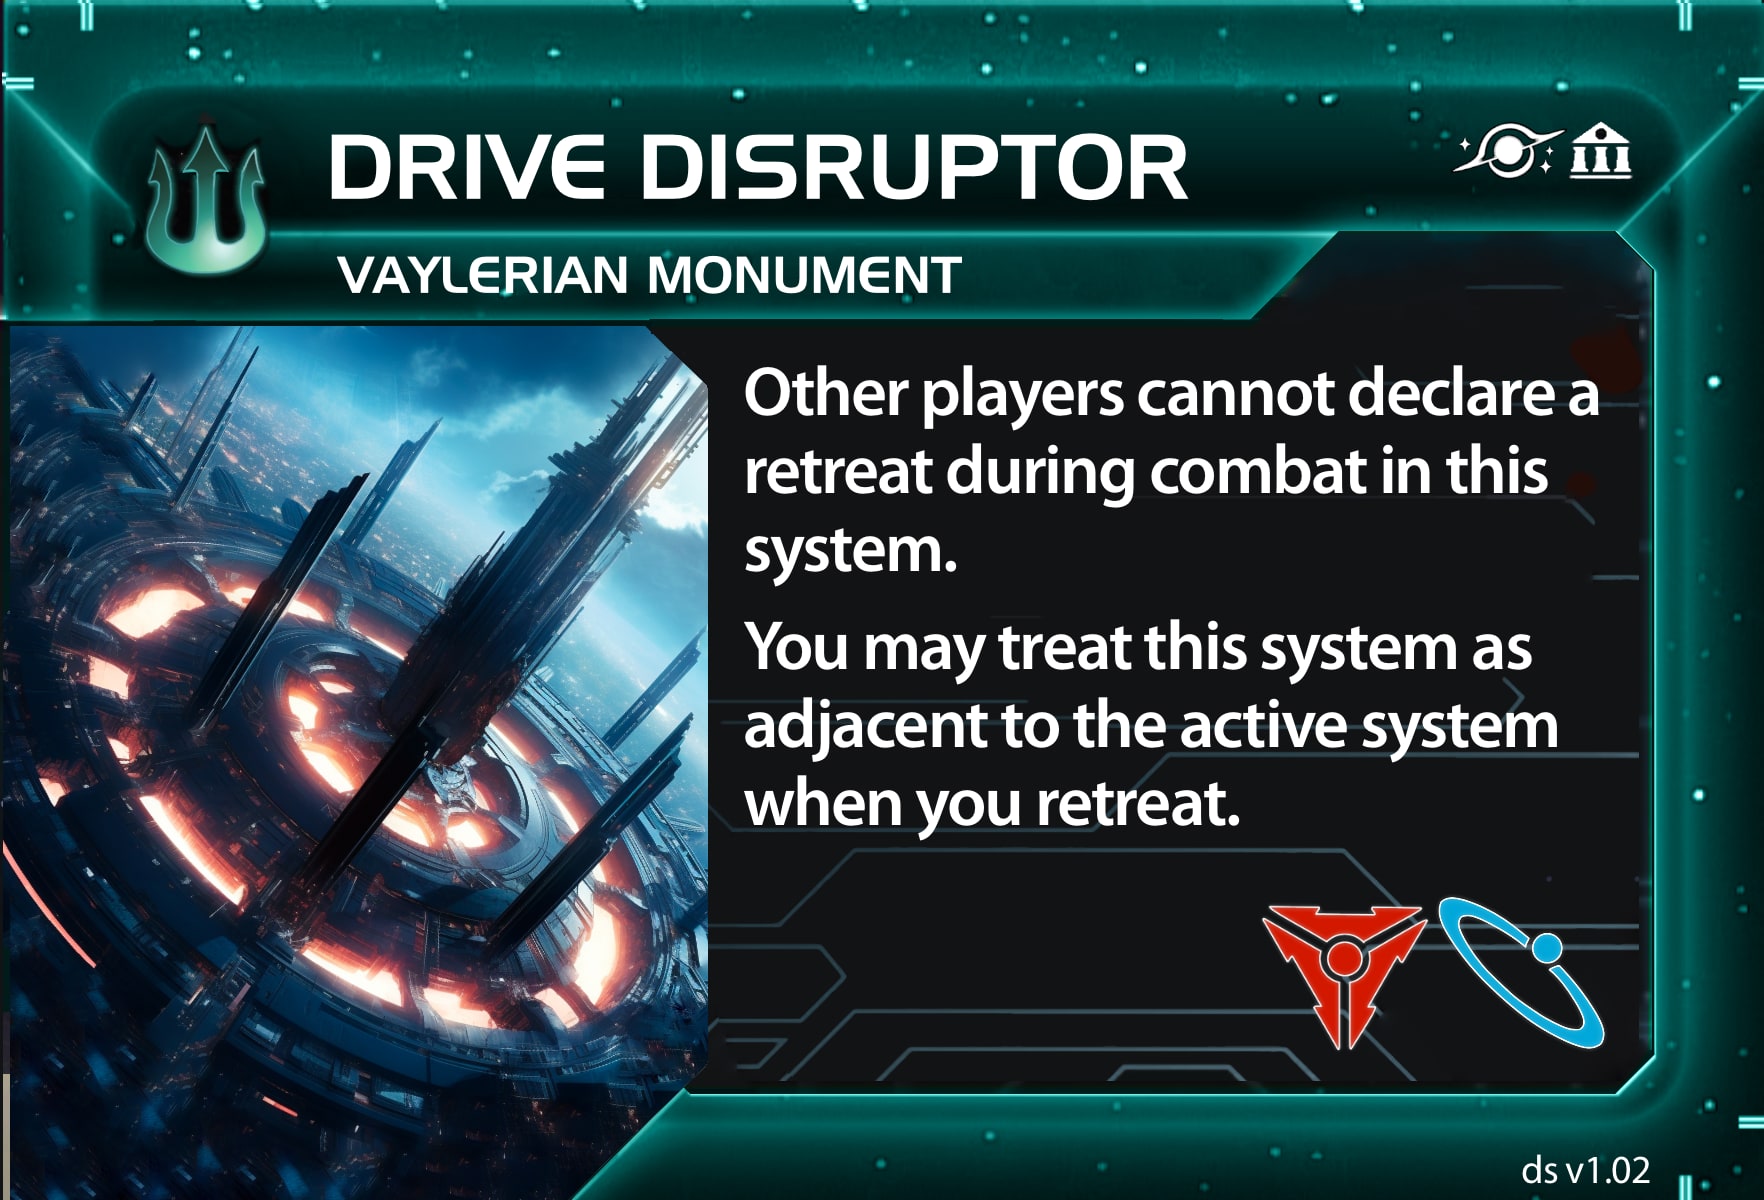 DRIVE DISRUPTOR
VAYLERIAN MONUMENT
Other players cannot declare a
retreat during combat in this
system.
You may treat this system as
adjacent to the active system
when you retreat.
ds v1.02